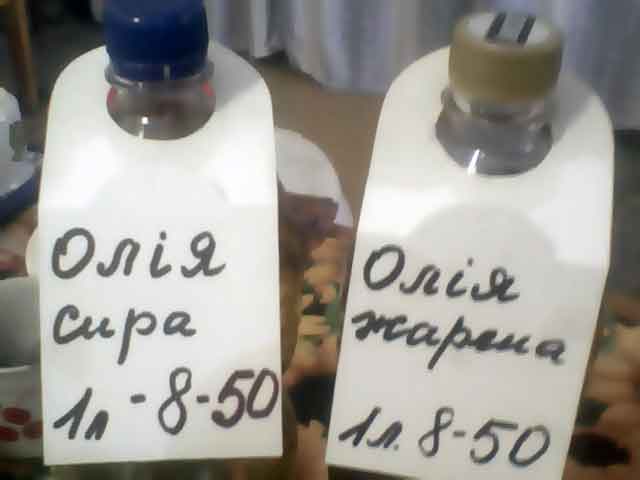 Олія
сира
1л - 8-50
Олія
жарена
1л. 8-50